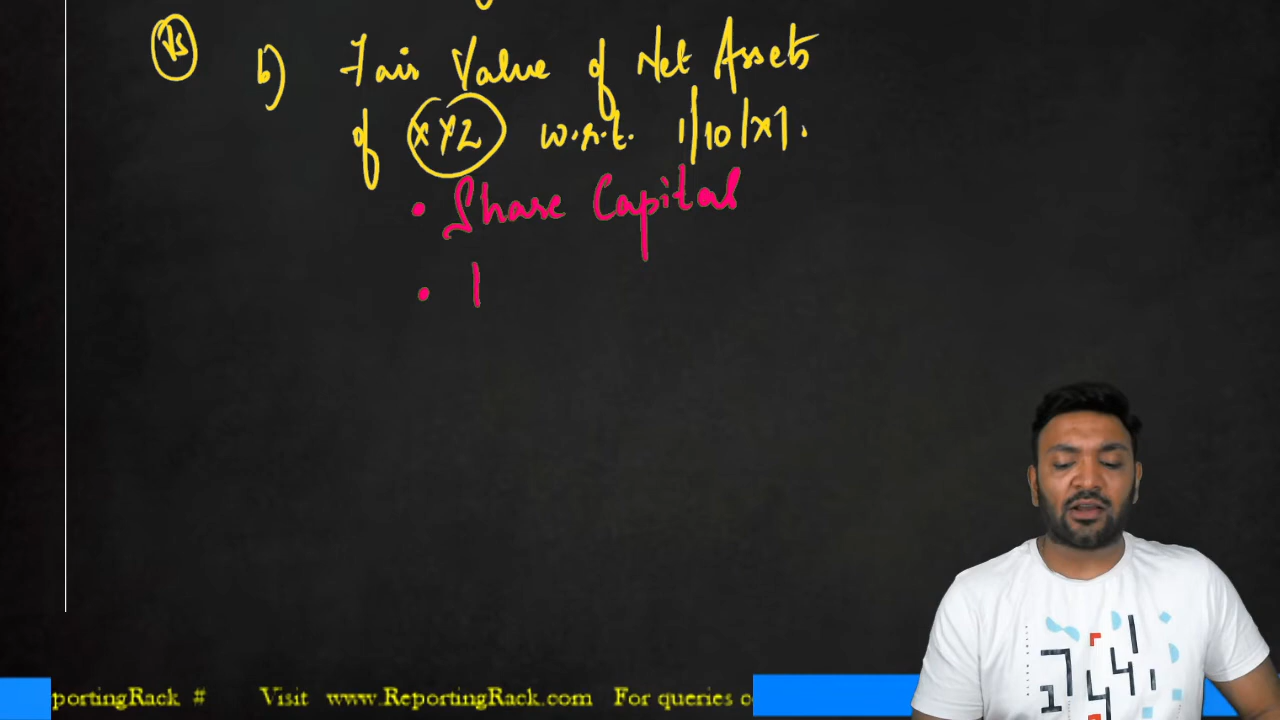 Vs b) Fair Value of Net Assets
of XYZ w.r.t. 1/10/X1.
• Share Capital
•
portingRack # Visit www.ReportingRack.com For queries c